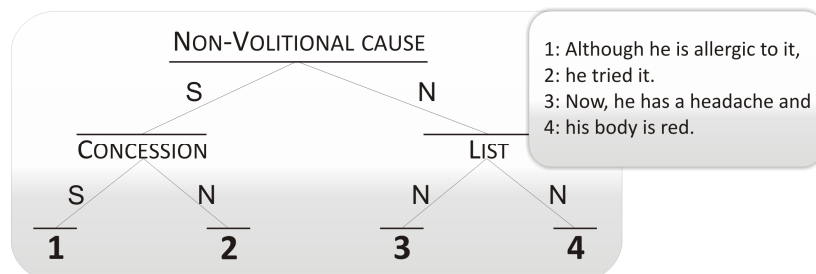 NON-VOLITIONAL CAUSE
S N
CONCESSION LIST
S N N N
1 2 3 4
1: Although he is allergic to it,
2: he tried it.
3: Now, he has a headache and
4: his body is red.